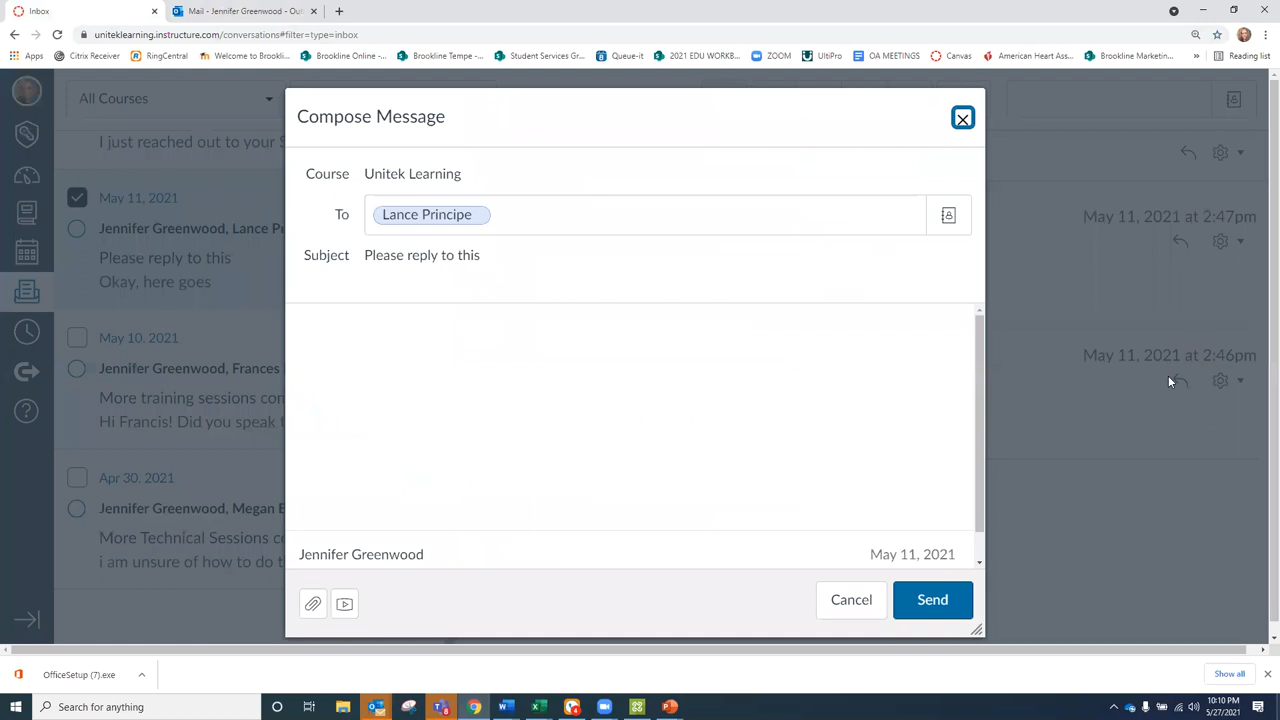 Inbox
Mail - Jennifer Greenwood - Out
uniteklearning.instructure.com/conversations#filter=type=inbox
Apps
Citrix Receiver
RingCentral
Welcome to Brookli...
Brookline Online -...
Brookline Tempe -...
Student Services Gr...
Queue-it
2021 EDU WORKB...
ZOOM
UltiPro
OA MEETINGS
Canvas
American Heart Ass...
Brookline Marketin...
»
Reading list
All Courses
I just reached out to your S
Compose Message
Course Unitek Learning
To Lance Principe
Subject Please reply to this
May 11, 2021
Jennifer Greenwood, Lance Pr
Please reply to this
Okay, here goes
May 10, 2021
Jennifer Greenwood, Frances
More training sessions con
Hi Francis! Did you speak t
Apr 30, 2021
Jennifer Greenwood, Megan B
More Technical Sessions co
i am unsure of how to do t
May 11, 2021 at 2:47pm
May 11, 2021 at 2:46pm
Jennifer Greenwood May 11, 2021
Cancel
Send
OfficeSetup (7).exe
Show all
Search for anything
10:10 PM
5/27/2021